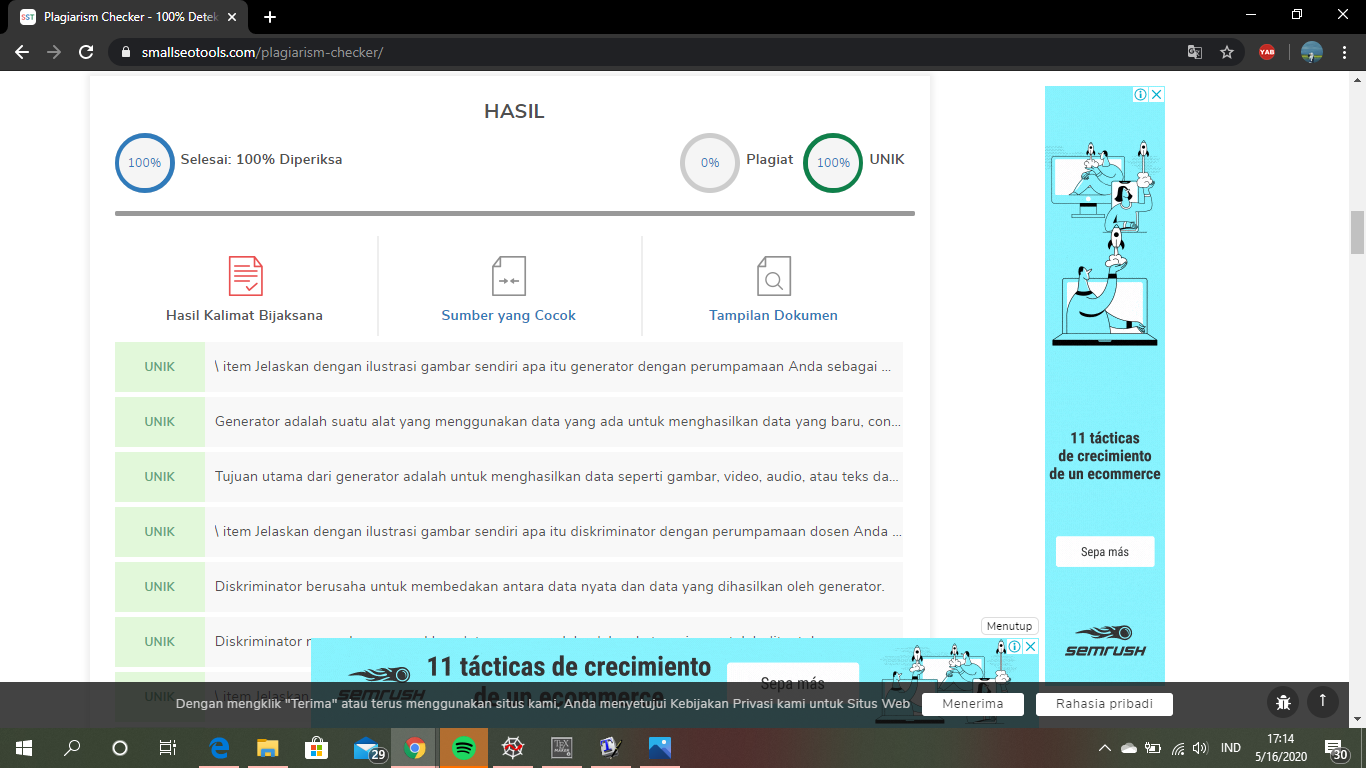 Plagiarism Checker - 100% Detek
smallseotools.com/plagiarism-checker/
YAB
HASIL
100%
Selesai: 100% Diperiksa
0%
Plagiat
100%
UNIK
Hasil Kalimat Bijaksana
Sumber yang Cocok
Tampilan Dokumen
UNIK
\ item Jelaskan dengan ilustrasi gambar sendiri apa itu generator dengan perumpamaan Anda sebagai ...
UNIK
Generator adalah suatu alat yang menggunakan data yang ada untuk menghasilkan data yang baru, con...
UNIK
Tujuan utama dari generator adalah untuk menghasilkan data seperti gambar, video, audio, atau teks da...
UNIK
\ item Jelaskan dengan ilustrasi gambar sendiri apa itu diskriminator dengan perumpamaan dosen Anda ...
UNIK
Diskriminator berusaha untuk membedakan antara data nyata dan data yang dihasilkan oleh generator.
UNIK
Diskriminator
UNIK
\ item Jelaskan
11 tácticas
de crecimiento
de un ecommerce
Sepa más
SEMRUSH
Menutup
SEMRUSH
11 tácticas de crecimiento
de un ecommerce
Sepa más
Dengan mengklik "Terima" atau terus menggunakan situs kami, Anda menyetujui Kebijakan Privasi kami untuk Situs Web
Menerima
Rahasia pribadi
29
IND
17:14
5/16/2020
30